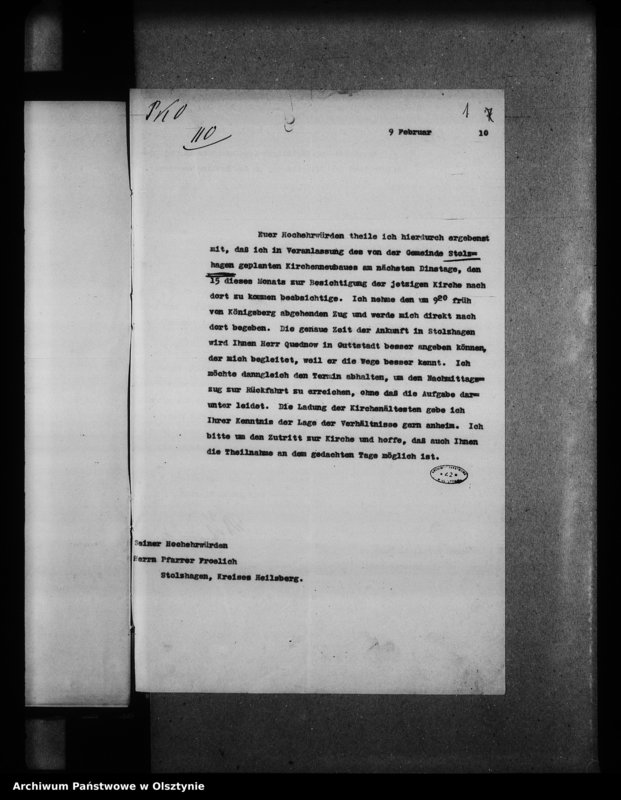 PKO
110
1 7
9 Februar 10
Euer Hochehrwürden theile ich hierdurch ergebenst
mit, daß ich in Veranlassung des von der Gemeinde Stolz=
hagen geplanten Kirchenneubaues am nächsten Dinstage, den
15 dieses Monats zur Besichtigung der jetzigen Kirche nach
dort zu kommen beabsichtige. Ich nehme den um 9²⁰ früh
von Königsberg abgehenden Zug und werde mich direkt nach
dort begeben. Die genaue Zeit der Ankunft in Stolzhagen
wird Ihnen Herr Quednow in Guttstadt besser angeben können,
der mich begleitet, weil er die Wege besser kennt. Ich
möchte danngleich den Termin abhalten, um den Nachmittags=
zug zur Rückfahrt zu erreichen, ohne daß die Aufgabe dar=
unter leidet. Die Ladung der Kirchenältesten gebe ich
Ihrer Kenntnis der Lage der Verhältnisse gern anheim. Ich
bitte um den Zutritt zur Kirche und hoffe, daß auch Ihnen
die Theilnahme an dem gedachten Tage möglich ist.
Seiner Hochehrwürden
Herrn Pfarrer Froelich
Stolzhagen, Kreises Heilsberg.
Archiwum Państwowe w Olsztynie